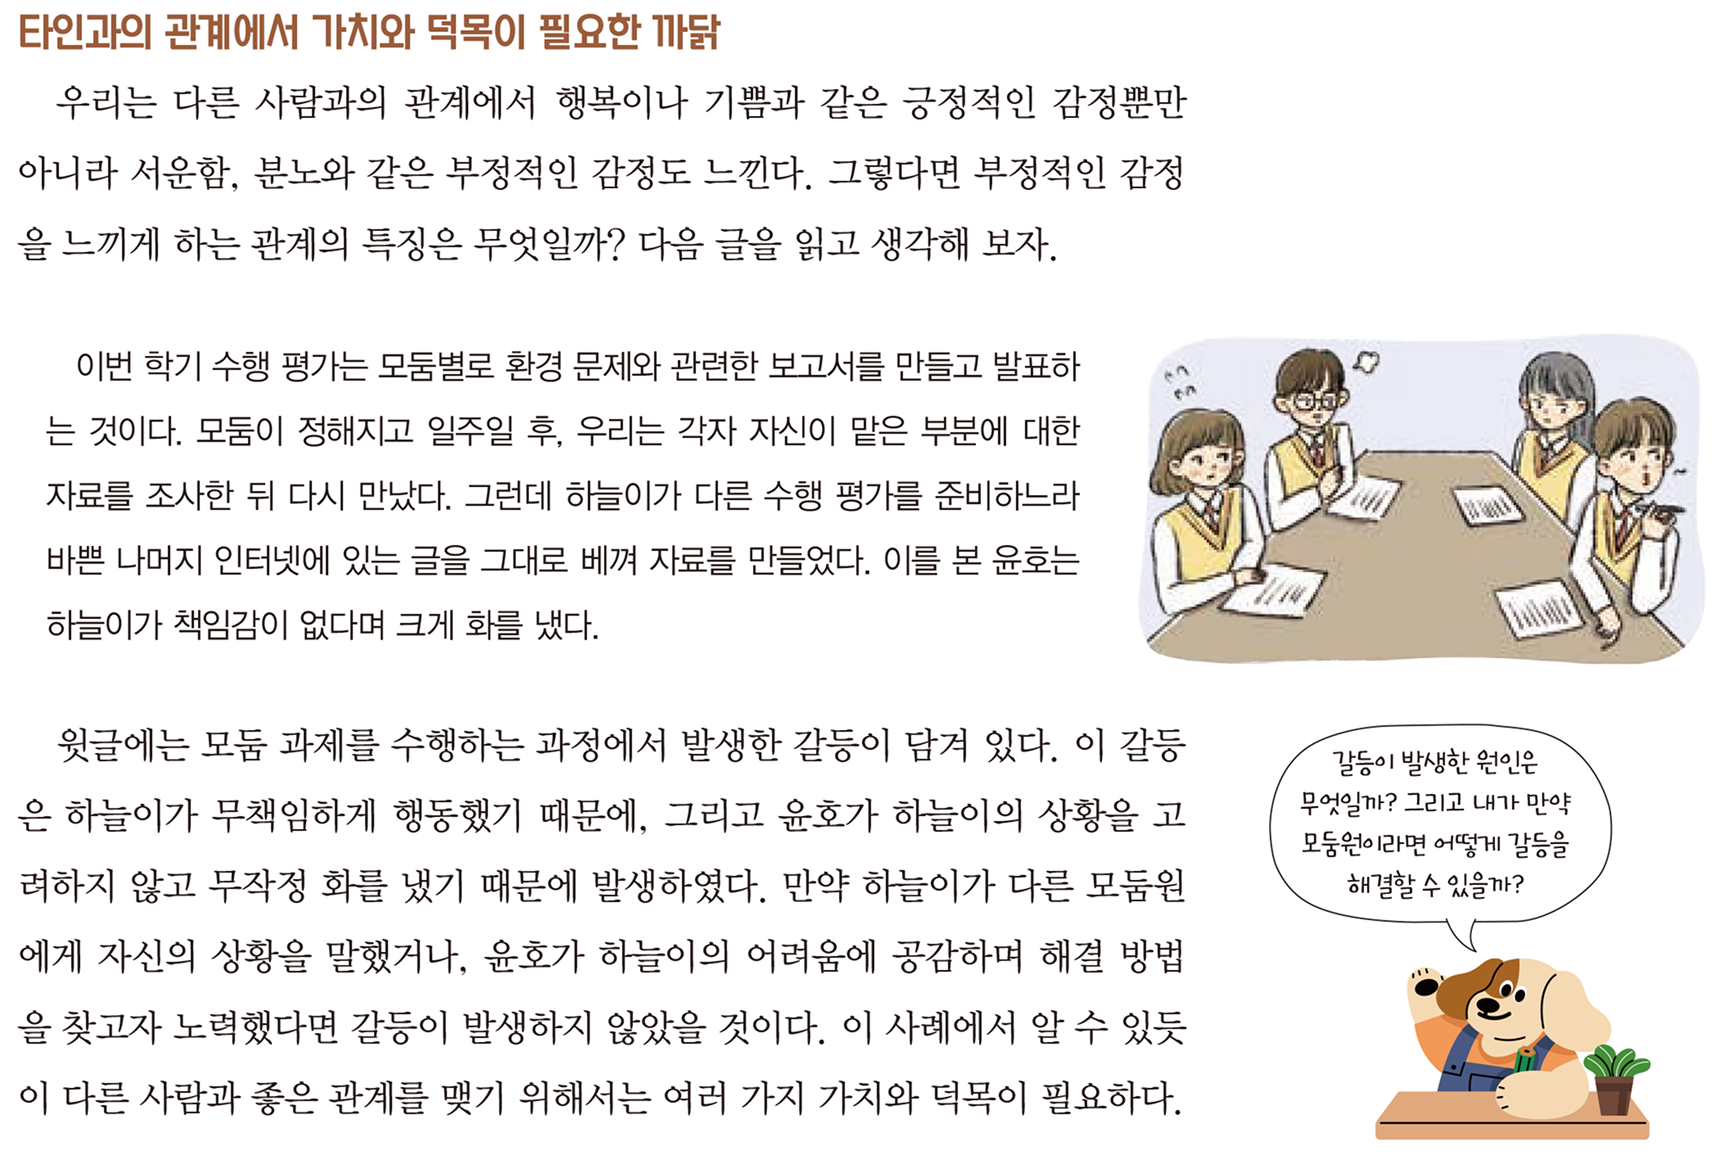 타인과의 관계에서 가치와 덕목이 필요한 까닭
우리는 다른 사람과의 관계에서 행복이나 기쁨과 같은 긍정적인 감정뿐만
아니라 서운함, 분노와 같은 부정적인 감정도 느낀다. 그렇다면 부정적인 감정
을 느끼게 하는 관계의 특징은 무엇일까? 다음 글을 읽고 생각해 보자.
이번 학기 수행 평가는 모둠별로 환경 문제와 관련한 보고서를 만들고 발표하
는 것이다. 모둠이 정해지고 일주일 후, 우리는 각자 자신이 맡은 부분에 대한
자료를 조사한 뒤 다시 만났다. 그런데 하늘이가 다른 수행 평가를 준비하느라
바쁜 나머지 인터넷에 있는 글을 그대로 베껴 자료를 만들었다. 이를 본 윤호는
하늘이가 책임감이 없다며 크게 화를 냈다.
윗글에는 모둠 과제를 수행하는 과정에서 발생한 갈등이 담겨 있다. 이 갈등
은 하늘이가 무책임하게 행동했기 때문에, 그리고 윤호가 하늘이의 상황을 고
려하지 않고 무작정 화를 냈기 때문에 발생하였다. 만약 하늘이가 다른 모둠원
에게 자신의 상황을 말했거나, 윤호가 하늘이의 어려움에 공감하며 해결 방법
을 찾고자 노력했다면 갈등이 발생하지 않았을 것이다. 이 사례에서 알 수 있듯
이 다른 사람과 좋은 관계를 맺기 위해서는 여러 가지 가치와 덕목이 필요하다.
갈등이 발생한 원인은
무엇일까? 그리고 내가 만약
모둠원이라면 어떻게 갈등을
해결할 수 있을까?